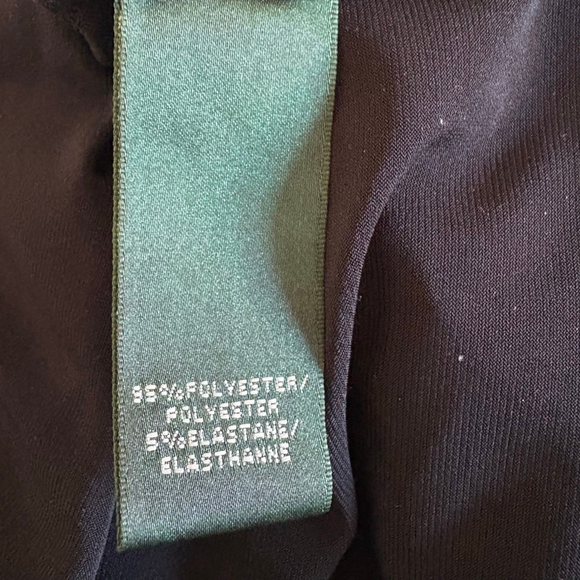 95%POLYESTER/
POLYESTER
5%ELASTANE/
ELASTHANNE